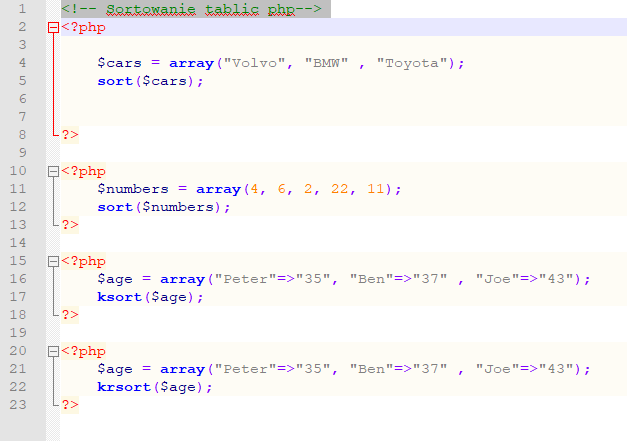 1 <!-- Sortowanie tablic php-->
2 <?php
3
4 $cars = array("Volvo", "BMW" , "Toyota");
5 sort($cars);
6
7
8 ?>
9
10 <?php
11 $numbers = array(4, 6, 2, 22, 11);
12 sort($numbers);
13 ?>
14
15 <?php
16 $age = array("Peter"=>"35", "Ben"=>"37" , "Joe"=>"43");
17 ksort($age);
18 ?>
19
20 <?php
21 $age = array("Peter"=>"35", "Ben"=>"37" , "Joe"=>"43");
22 krsort($age);
23 ?>